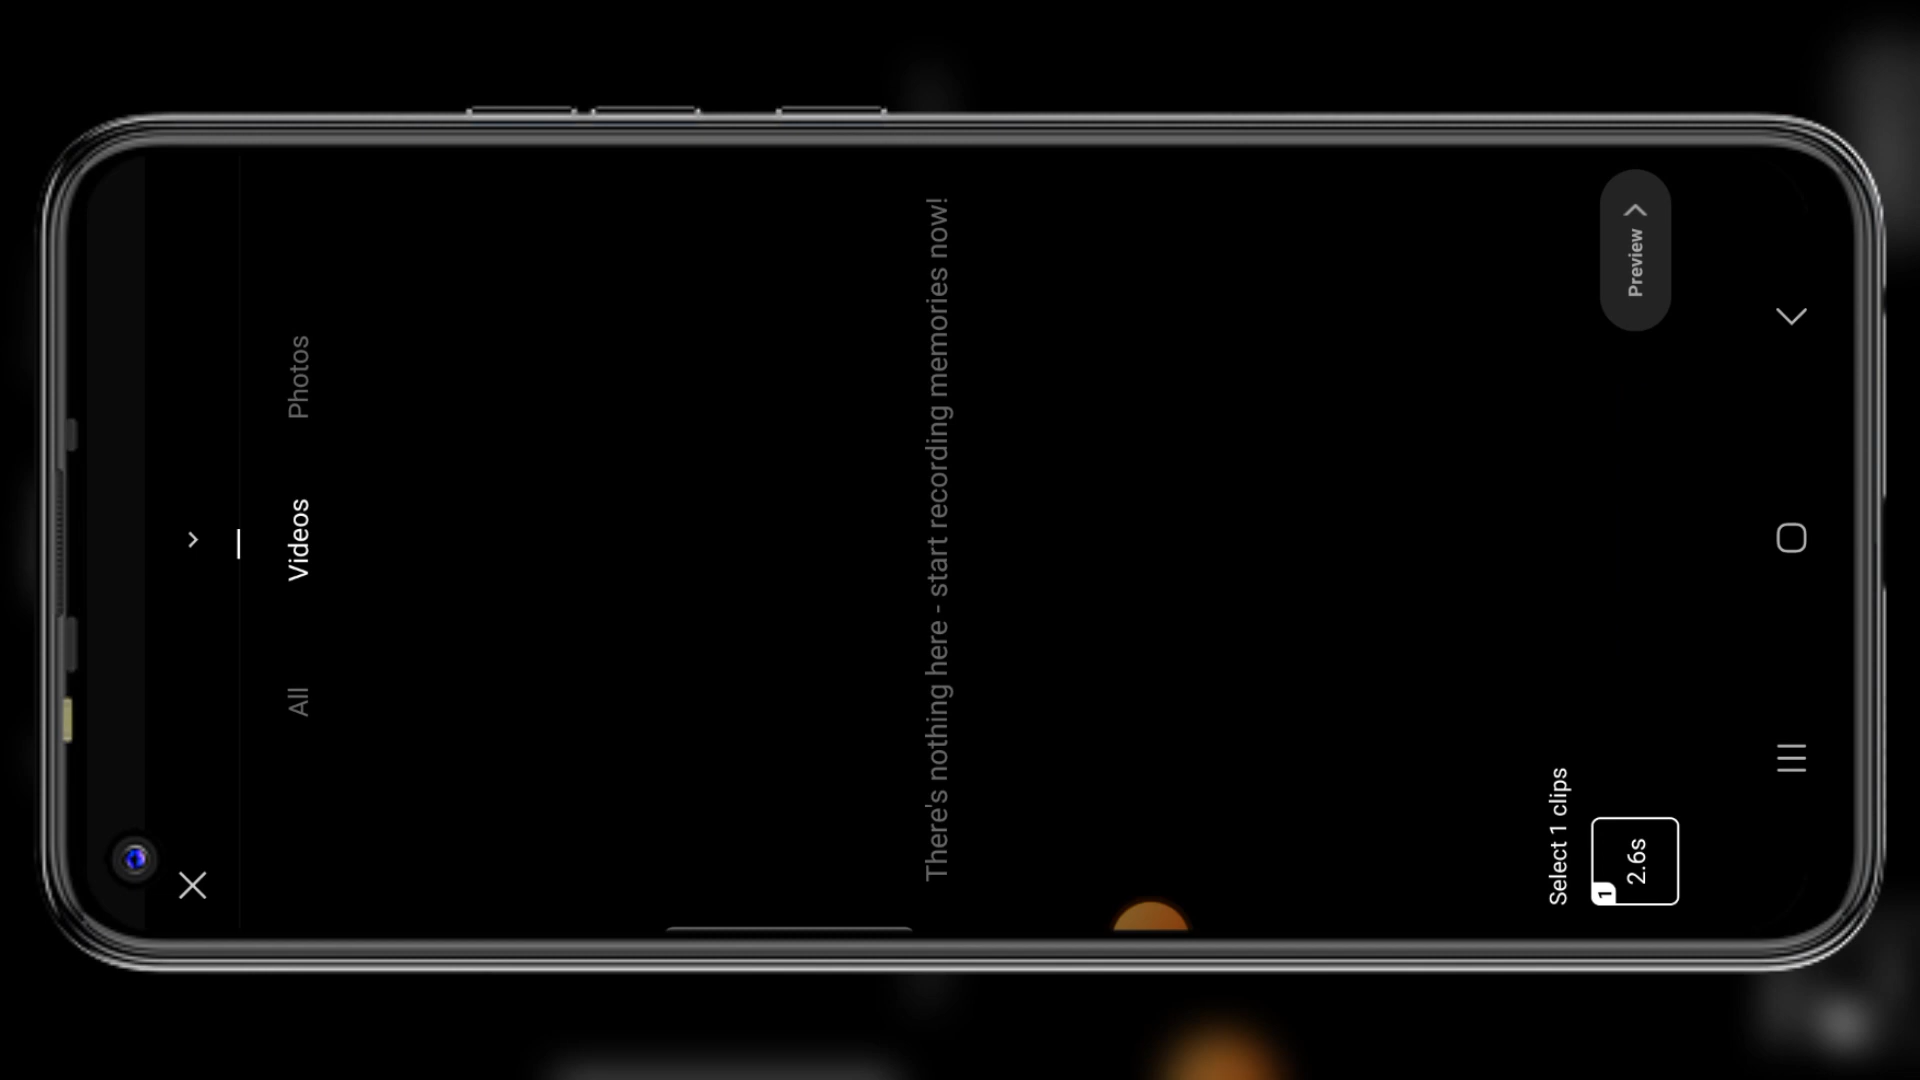 All
Videos
Photos
There's nothing here - start recording memories now!
Select 1 clips
1
2.6s
Preview